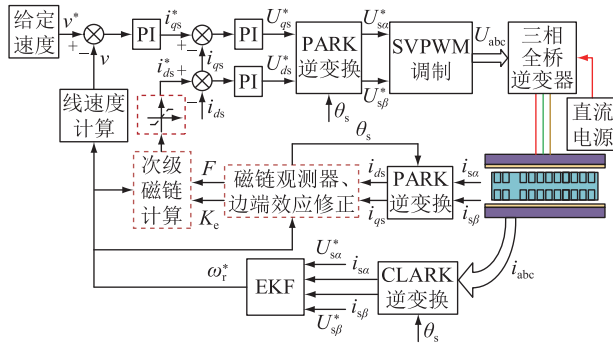 给定
速度
v*
+
−
v
PI
i*qs
+
−
iqs
PI
U*qs
i*ds
+
−
ids
PI
U*ds
PARK
逆变换
θs
U*sα
U*sβ
SVPWM
调制
Uabc
三相
全桥
逆变器
直流
电源
线速度
计算
次级
磁链
计算
F
Ke
磁链观测器、
边端效应修正
θs
ids
iqs
PARK
逆变换
isα
isβ
ω*r
EKF
U*sα
isα
isβ
U*sβ
CLARK
逆变换
θs
iabc